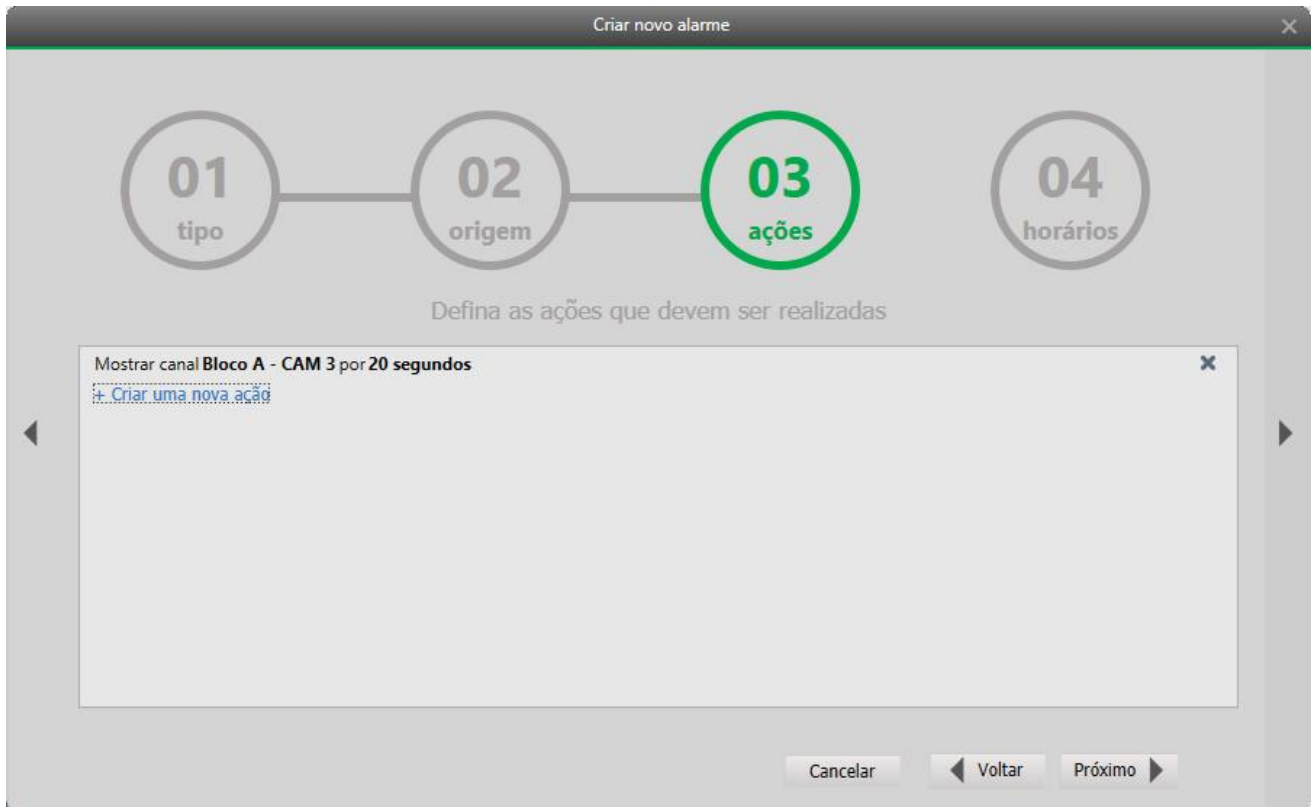 Criar novo alarme
01
tipo
02
origem
03
ações
04
horários
Defina as ações que devem ser realizadas
Mostrar canal Bloco A - CAM 3 por 20 segundos
+ Criar uma nova ação
Cancelar
Voltar
Próximo